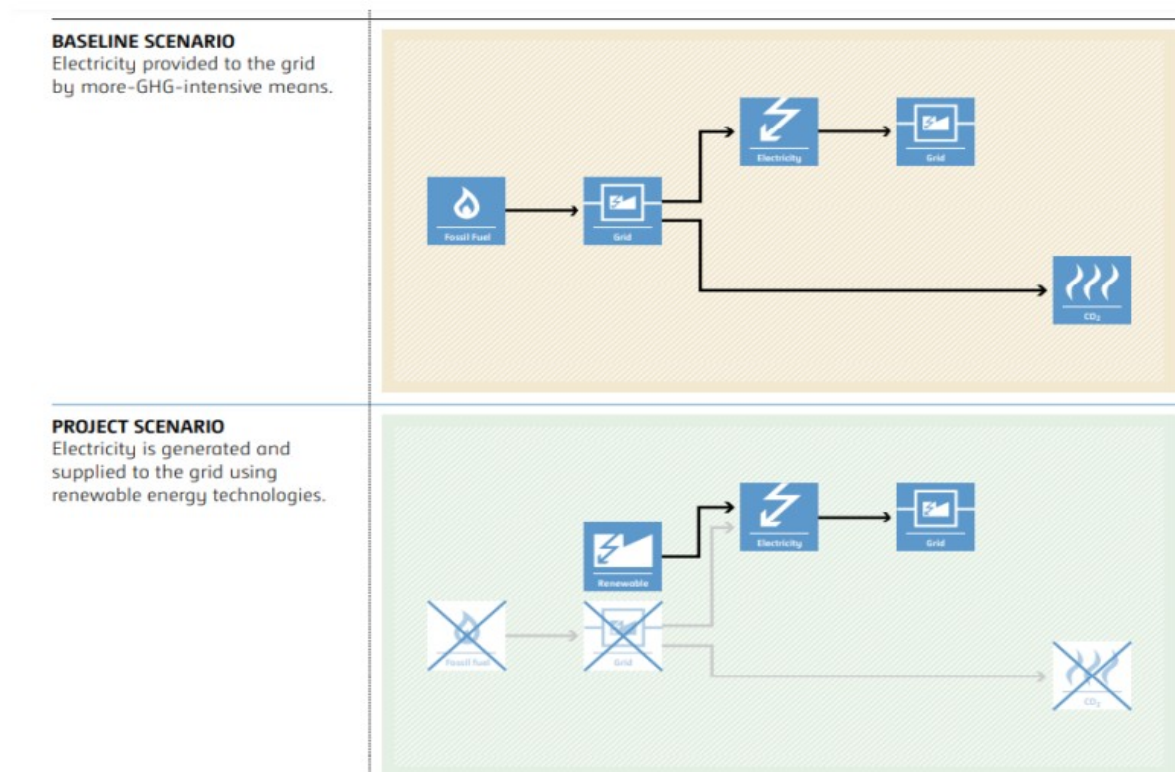 BASELINE SCENARIO
Electricity provided to the grid
by more-GHG-intensive means.
Electricity
Grid
Fossil Fuel
Grid
CO₂
PROJECT SCENARIO
Electricity is generated and
supplied to the grid using
renewable energy technologies.
Electricity
Grid
Renewable
Fossil fuel
Grid
CO₂